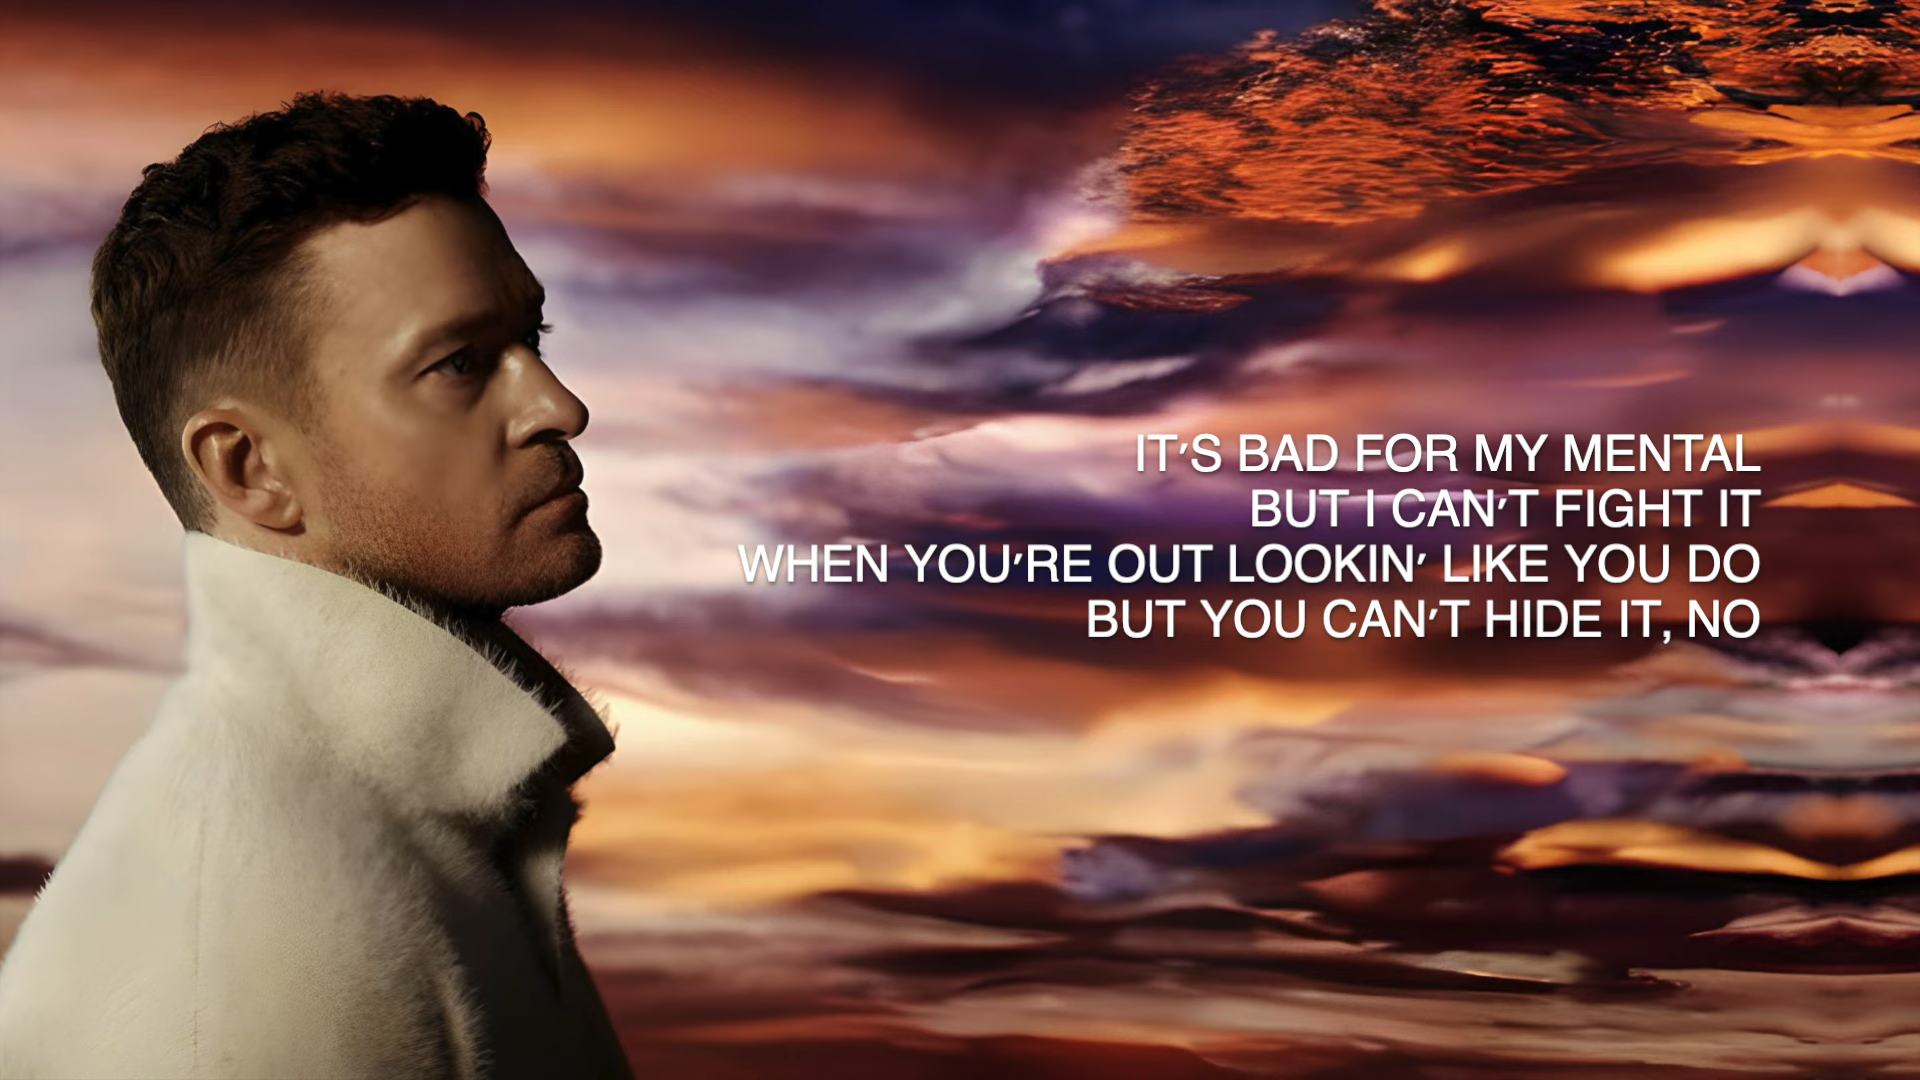 IT'S BAD FOR MY MENTAL
BUT I CAN'T FIGHT IT
WHEN YOU'RE OUT LOOKIN' LIKE YOU DO
BUT YOU CAN'T HIDE IT, NO